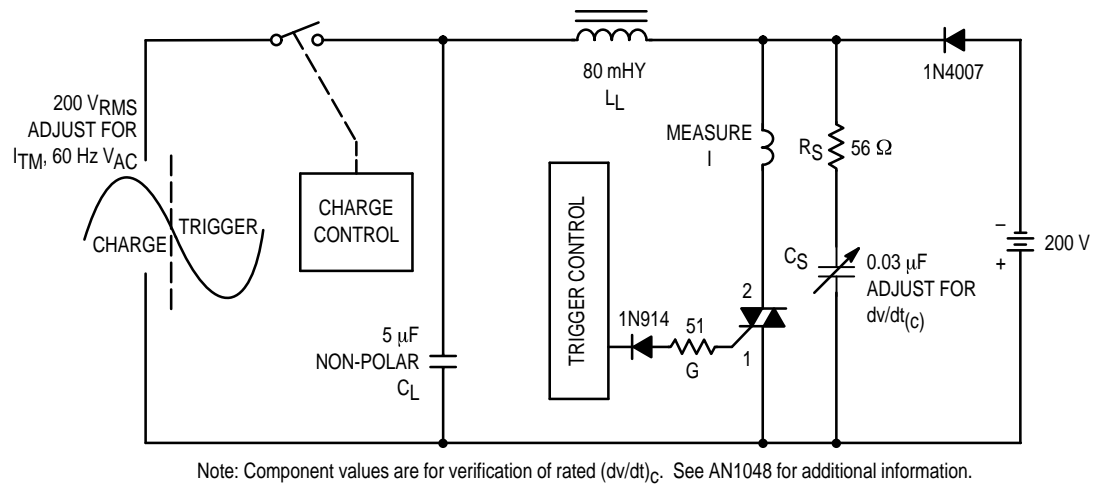 200 VRMS
ADJUST FOR
ITM, 60 Hz VAC
CHARGE
TRIGGER
CHARGE
CONTROL
5 μF
NON-POLAR
CL
80 mHY
LL
TRIGGER CONTROL
1N914
51
G
MEASURE
I
2
1
RS
56 Ω
CS
0.03 μF
ADJUST FOR
dv/dt(c)
1N4007
–
+
200 V
Note: Component values are for verification of rated (dv/dt)c. See AN1048 for additional information.